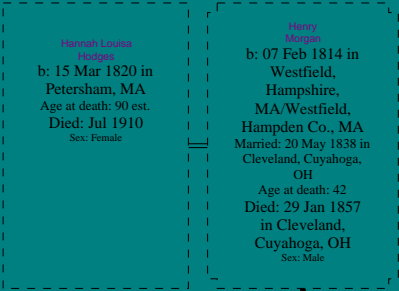 Hannah Louisa
Hodges
b: 15 Mar 1820 in
Petersham, MA
Age at death: 90 est.
Died: Jul 1910
Sex: Female
Henry
Morgan
b: 07 Feb 1814 in
Westfield,
Hampshire,
MA/Westfield,
Hampden Co., MA
Married: 20 May 1838 in
Cleveland, Cuyahoga,
OH
Age at death: 42
Died: 29 Jan 1857
in Cleveland,
Cuyahoga, OH
Sex: Male